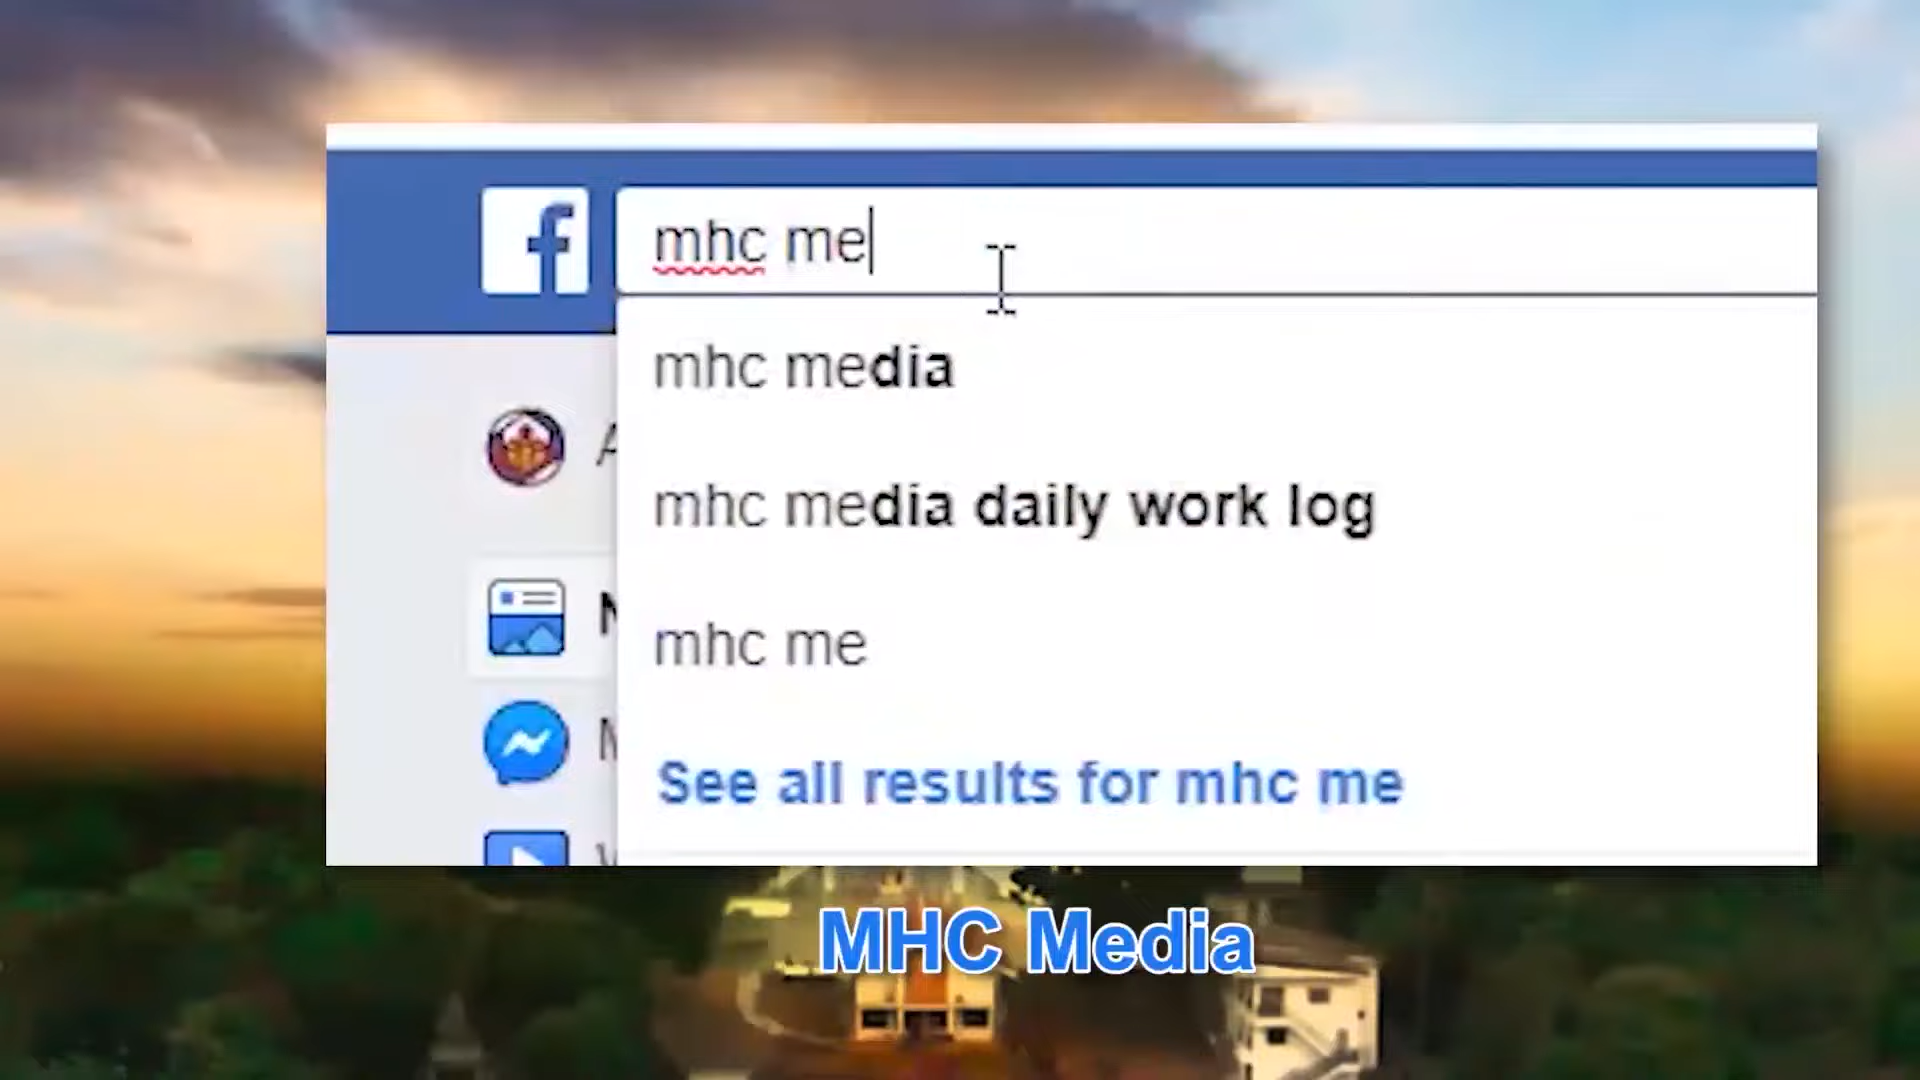 f mhc me
mhc media
A
mhc media daily work log
N
mhc me
M
See all results for mhc me
MHC Media